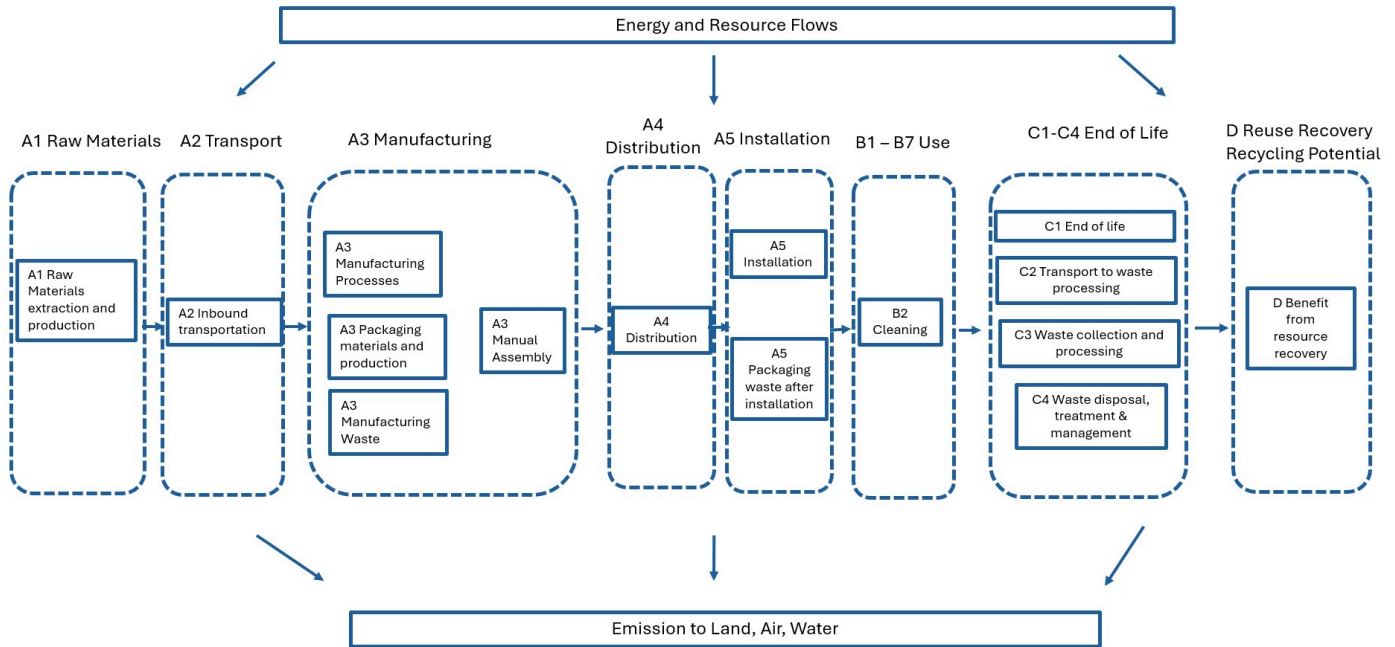 Energy and Resource Flows
A1 Raw Materials
A2 Transport
A3 Manufacturing
A4
Distribution
A5 Installation
B1 – B7 Use
C1-C4 End of Life
D Reuse Recovery
Recycling Potential
A1 Raw
Materials
extraction and
production
A2 Inbound
transportation
A3
Manufacturing
Processes
A3 Packaging
materials and
production
A3
Manufacturing
Waste
A3
Manual
Assembly
A4
Distribution
A5
Installation
A5
Packaging
waste after
installation
B2
Cleaning
C1 End of life
C2 Transport to waste
processing
C3 Waste collection and
processing
C4 Waste disposal,
treatment &
management
D Benefit
from
resource
recovery
Emission to Land, Air, Water